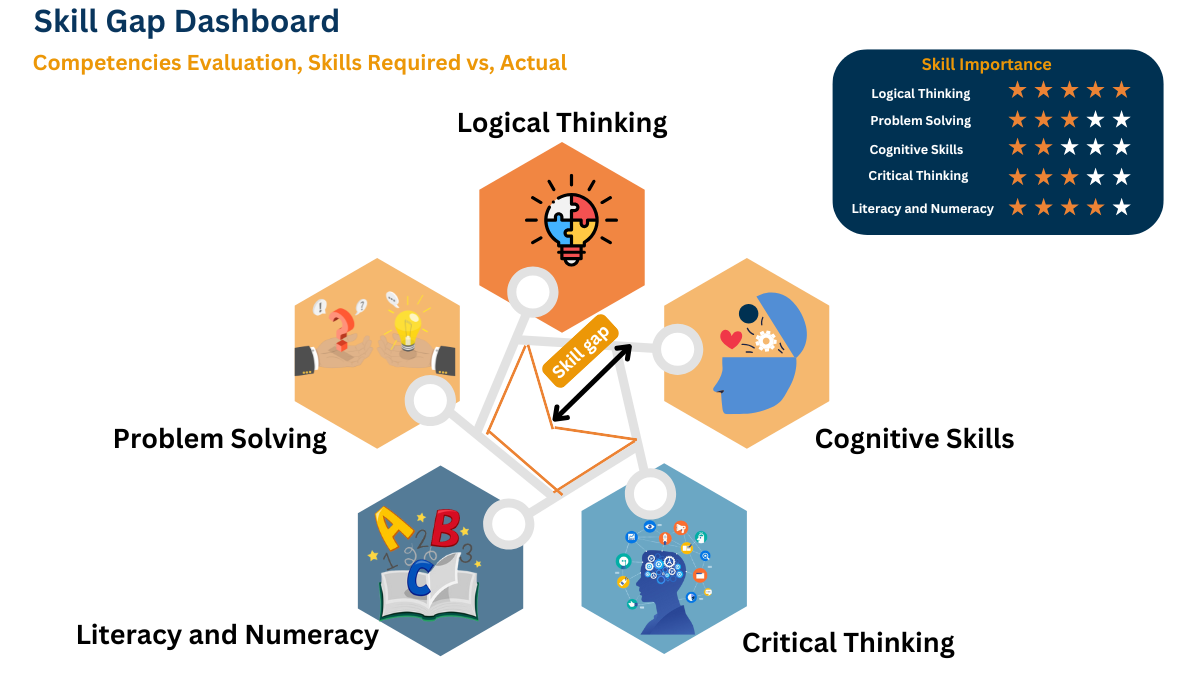 Skill Gap Dashboard
Competencies Evaluation, Skills Required vs, Actual
Skill Importance
Logical Thinking
Problem Solving
Cognitive Skills
Critical Thinking
Literacy and Numeracy
Logical Thinking
! ?
...
?
Skill gap
Problem Solving
Cognitive Skills
A B
1 2 3
C
Literacy and Numeracy
Critical Thinking